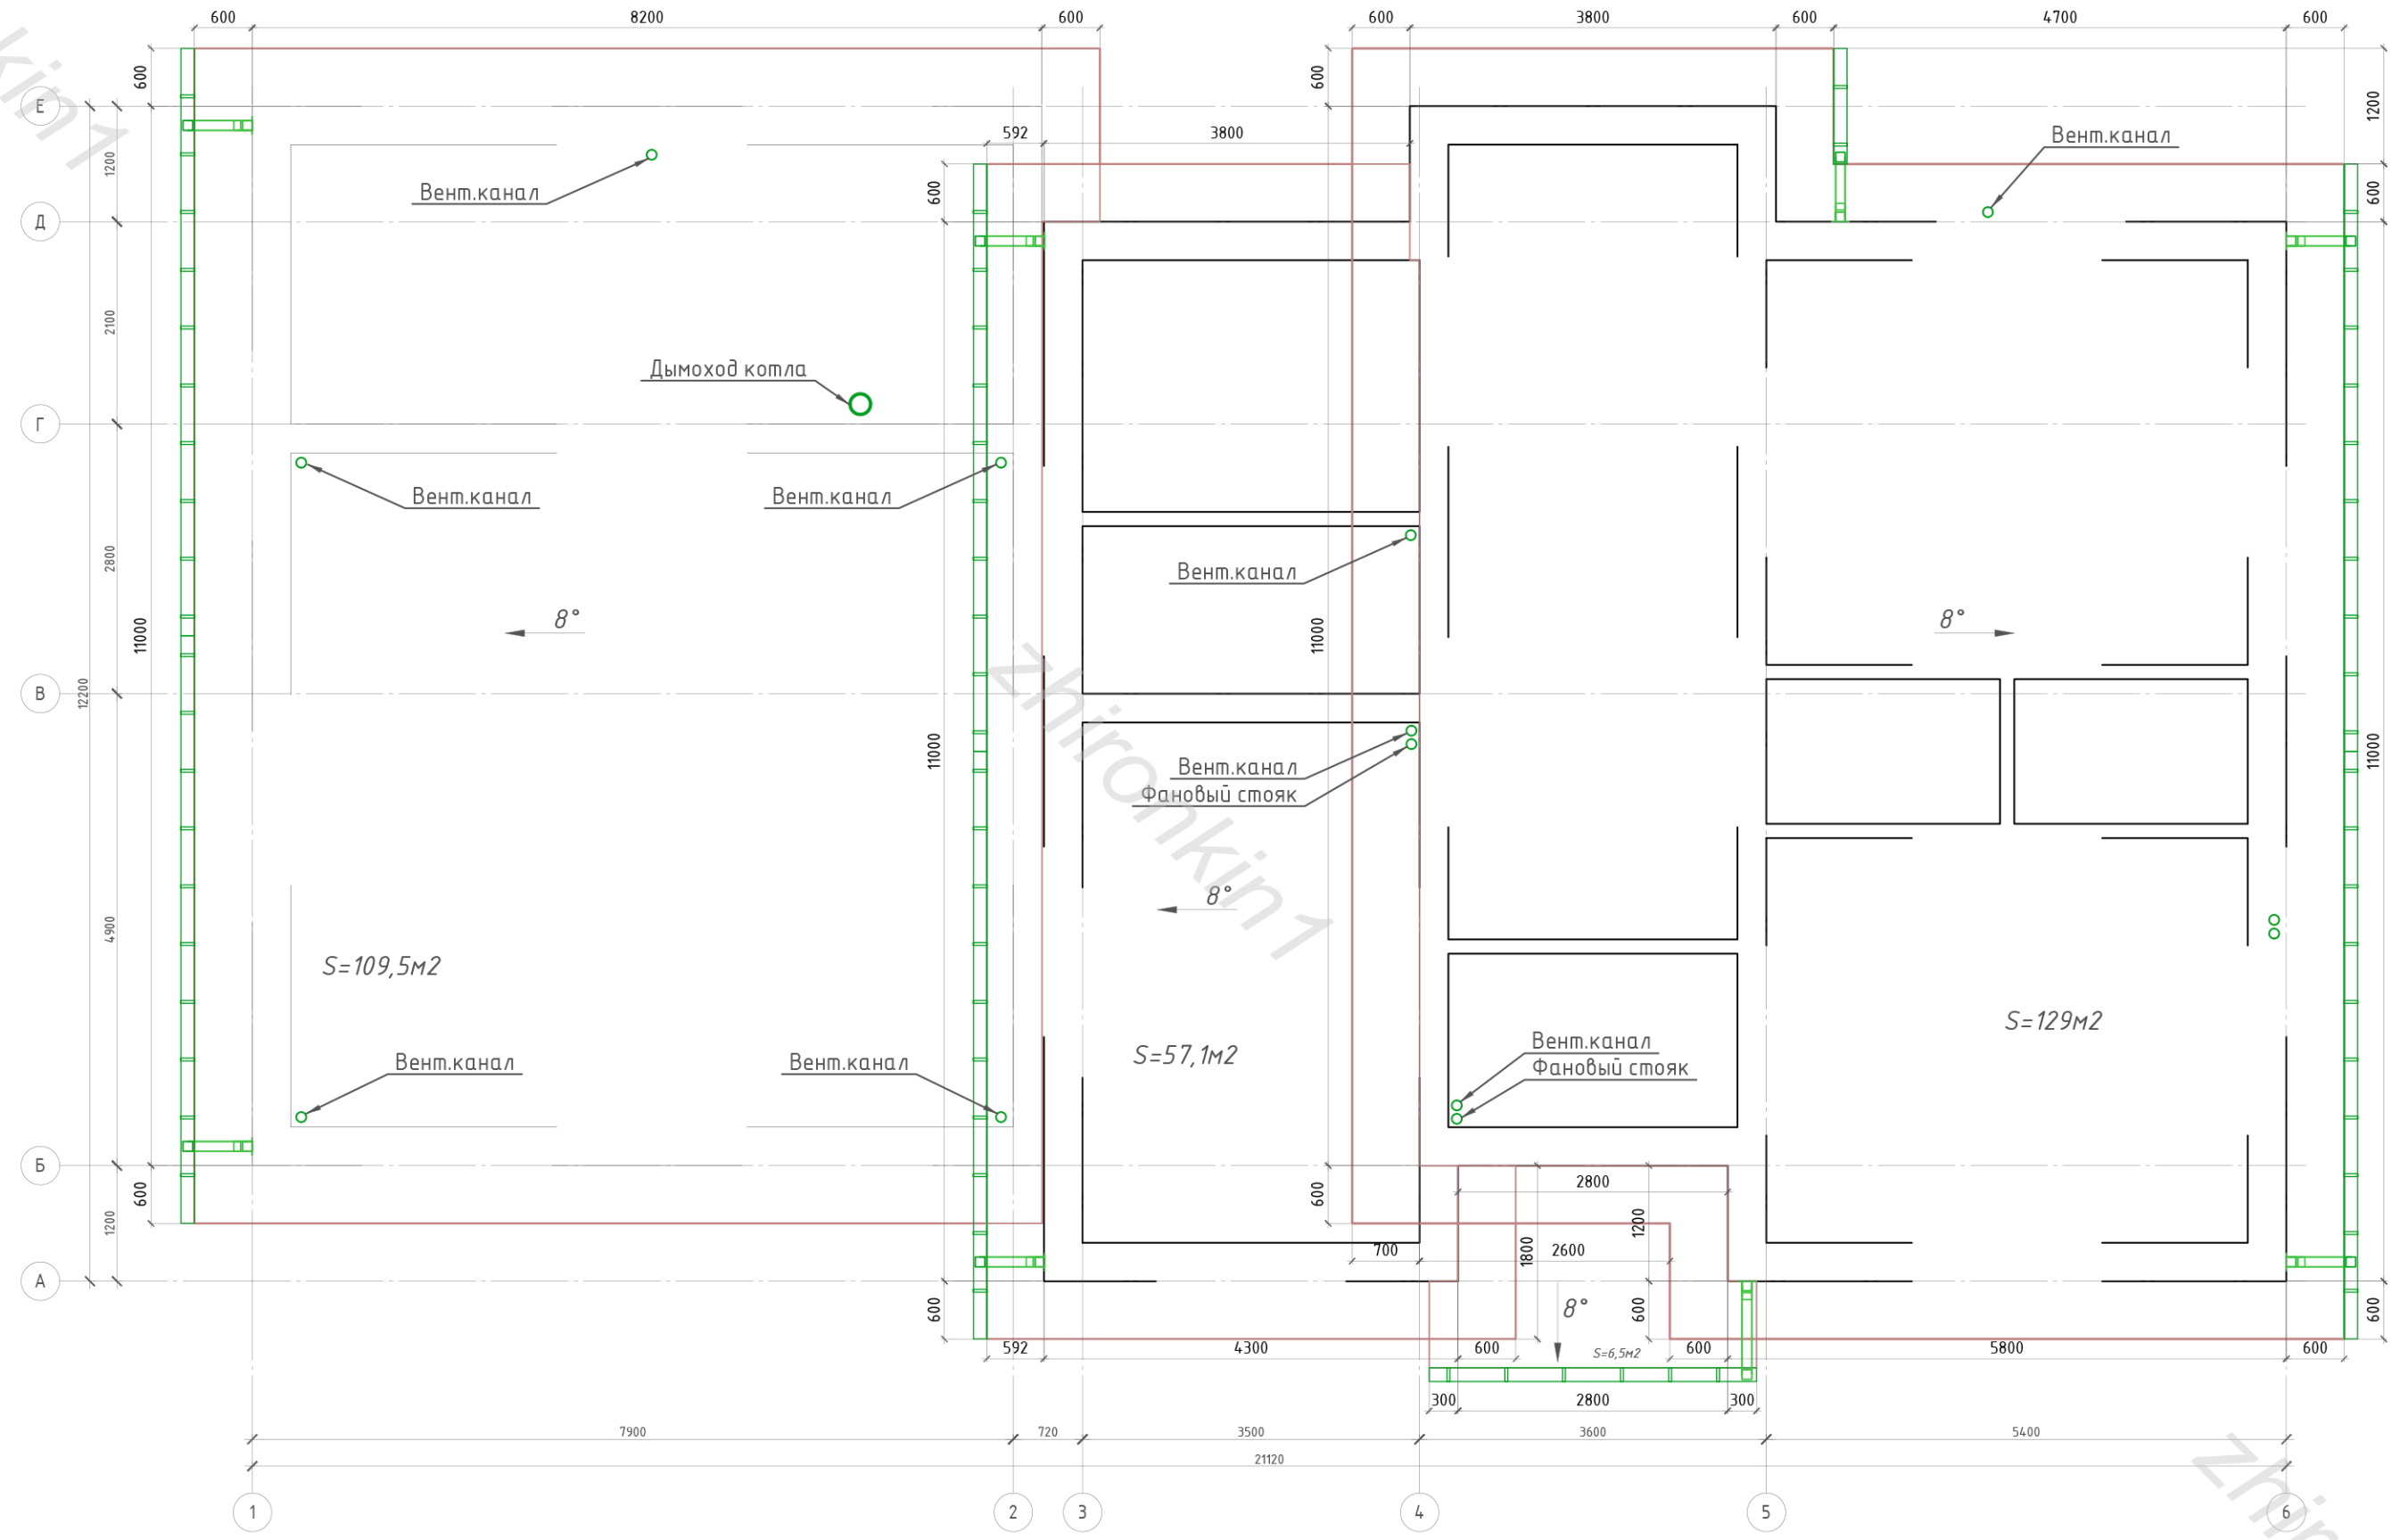 600 8200 600 600 3800 600 4700 600
600 600 1200
Е
592 3800
Вент.канал
1200
Вент.канал
600 600
Д
2100
Дымоход котла
Г
Вент.канал Вент.канал
2800
Вент.канал
8° 8°
11000 11000
12200
В
zhironkin1
11000 11000
Вент.канал
Фановый стояк
8°
4900
S=109,5м2
S=129м2
Вент.канал
S=57,1м2
Вент.канал Вент.канал
Фановый стояк
Б
600 600
2800
1200
1200
700 1800 2600
А
600 8° 600 600
592 4300 600 S=6,5м2 600 5800 600
300 2800 300
7900 720 3500 3600 5400
21120
1 2 3 4 5 6
kin1
zhir